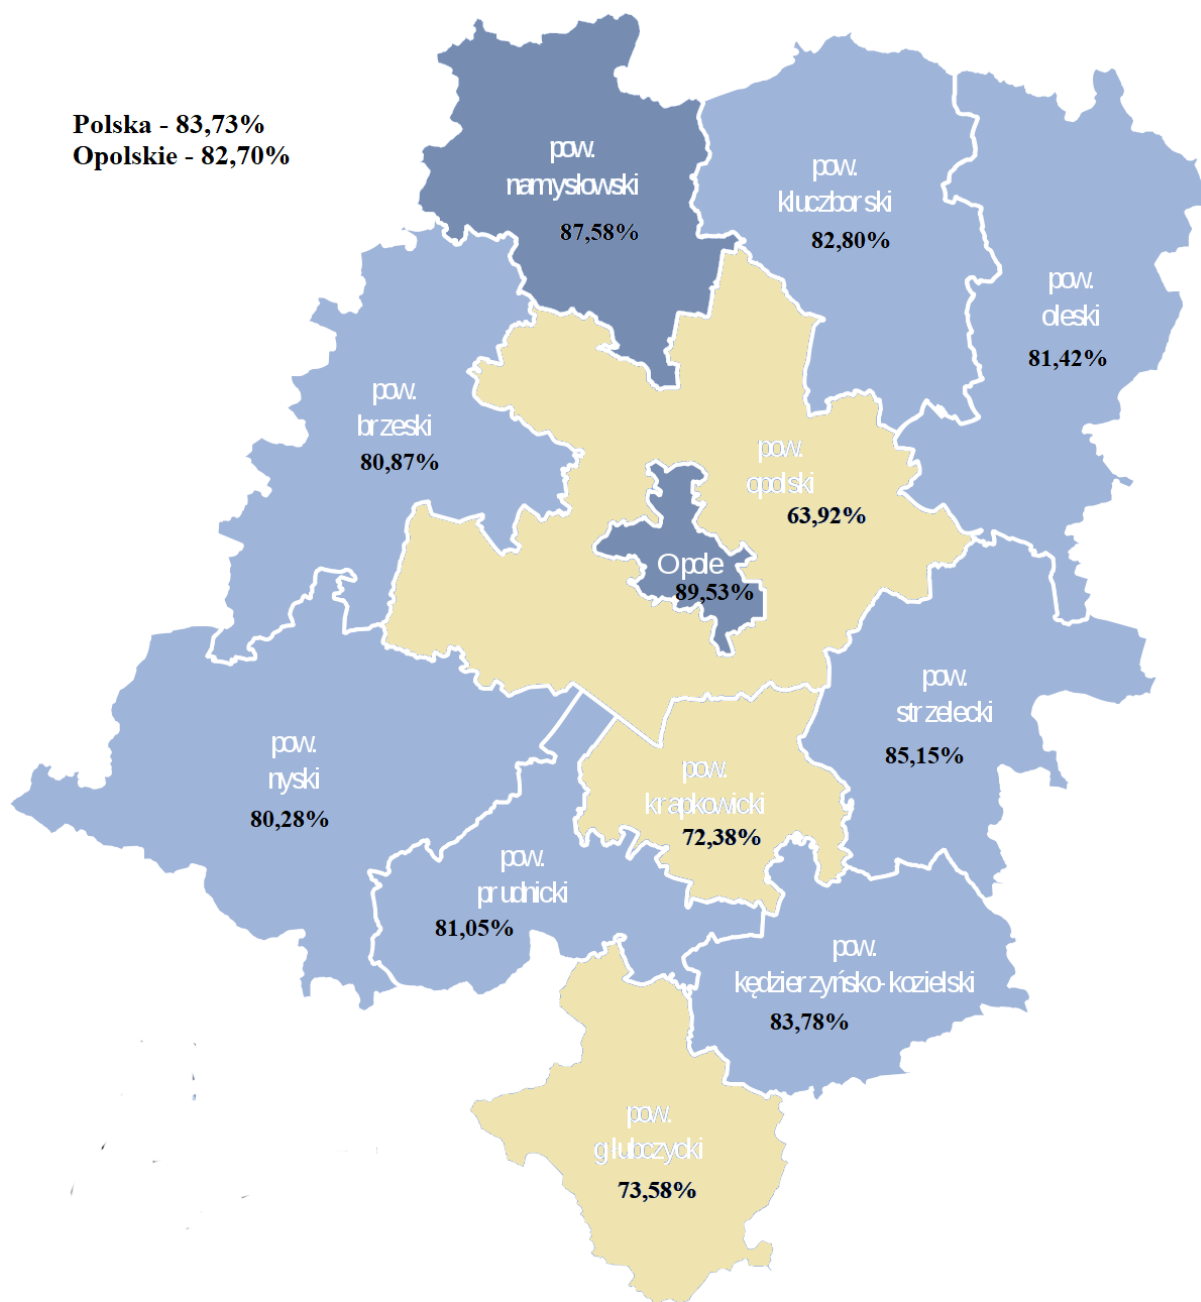 Polska - 83,73%
Opolskie - 82,70%
pow.
namysłowski
87,58%
pow.
kluczborski
82,80%
pow.
oleski
81,42%
pow.
brzeski
80,87%
pow.
opolski
63,92%
Opole
89,53%
pow.
strzelecki
85,15%
pow.
nyski
80,28%
pow.
krapkowicki
72,38%
pow.
prudnicki
81,05%
pow.
kędzierzyńsko-kozielski
83,78%
pow.
głubczycki
73,58%